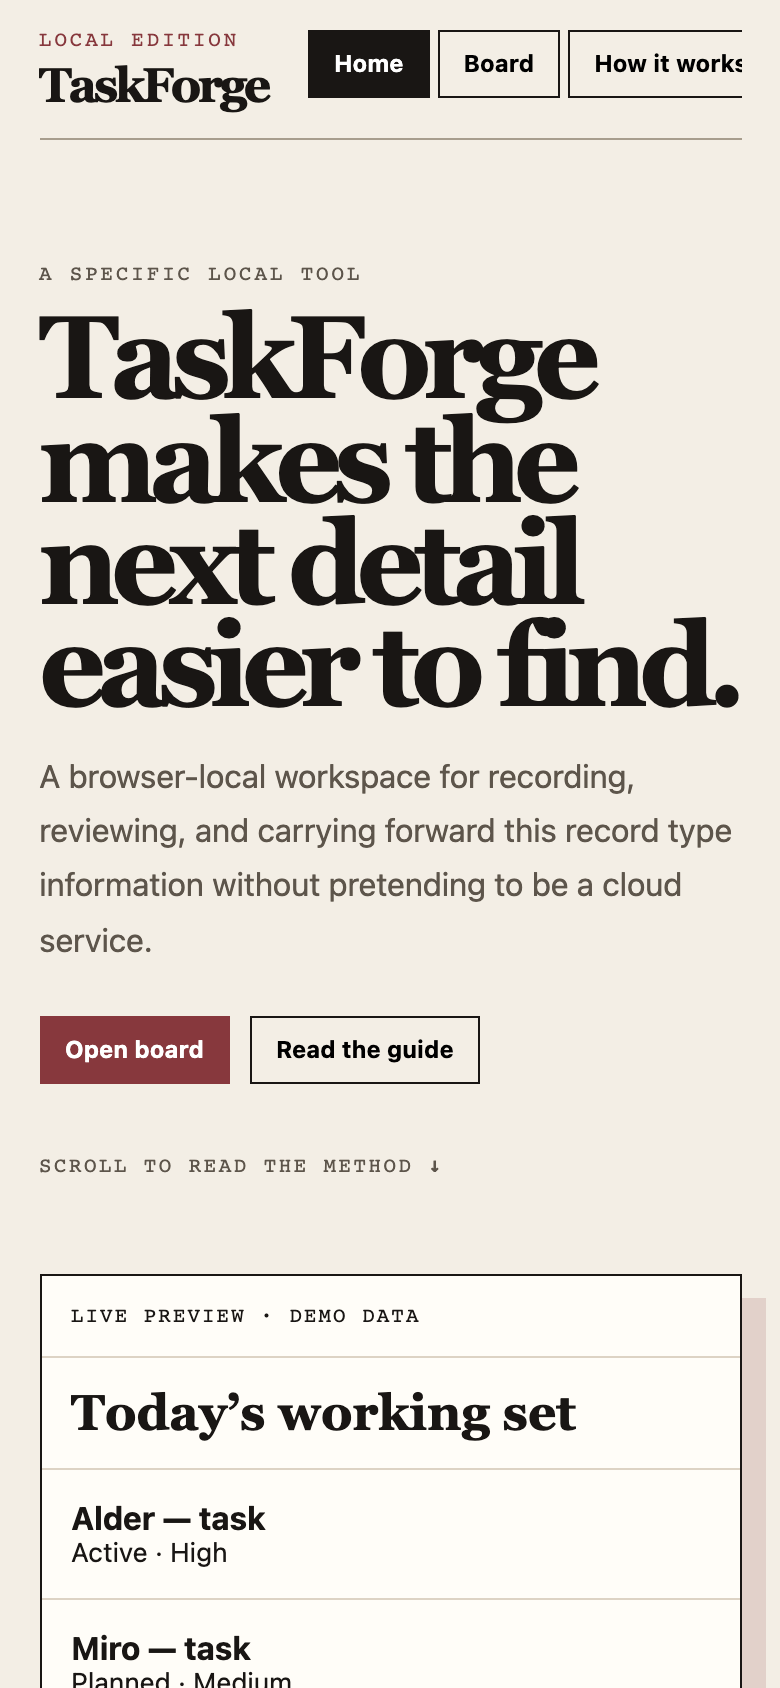 LOCAL EDITION
TaskForge
Home
Board
How it works
A SPECIFIC LOCAL TOOL
TaskForge
makes the
next detail
easier to find.
A browser-local workspace for recording,
reviewing, and carrying forward this record type
information without pretending to be a cloud
service.
Open board
Read the guide
SCROLL TO READ THE METHOD ↓
LIVE PREVIEW · DEMO DATA
Today’s working set
Alder — task
Active · High
Miro — task
Planned · Medium